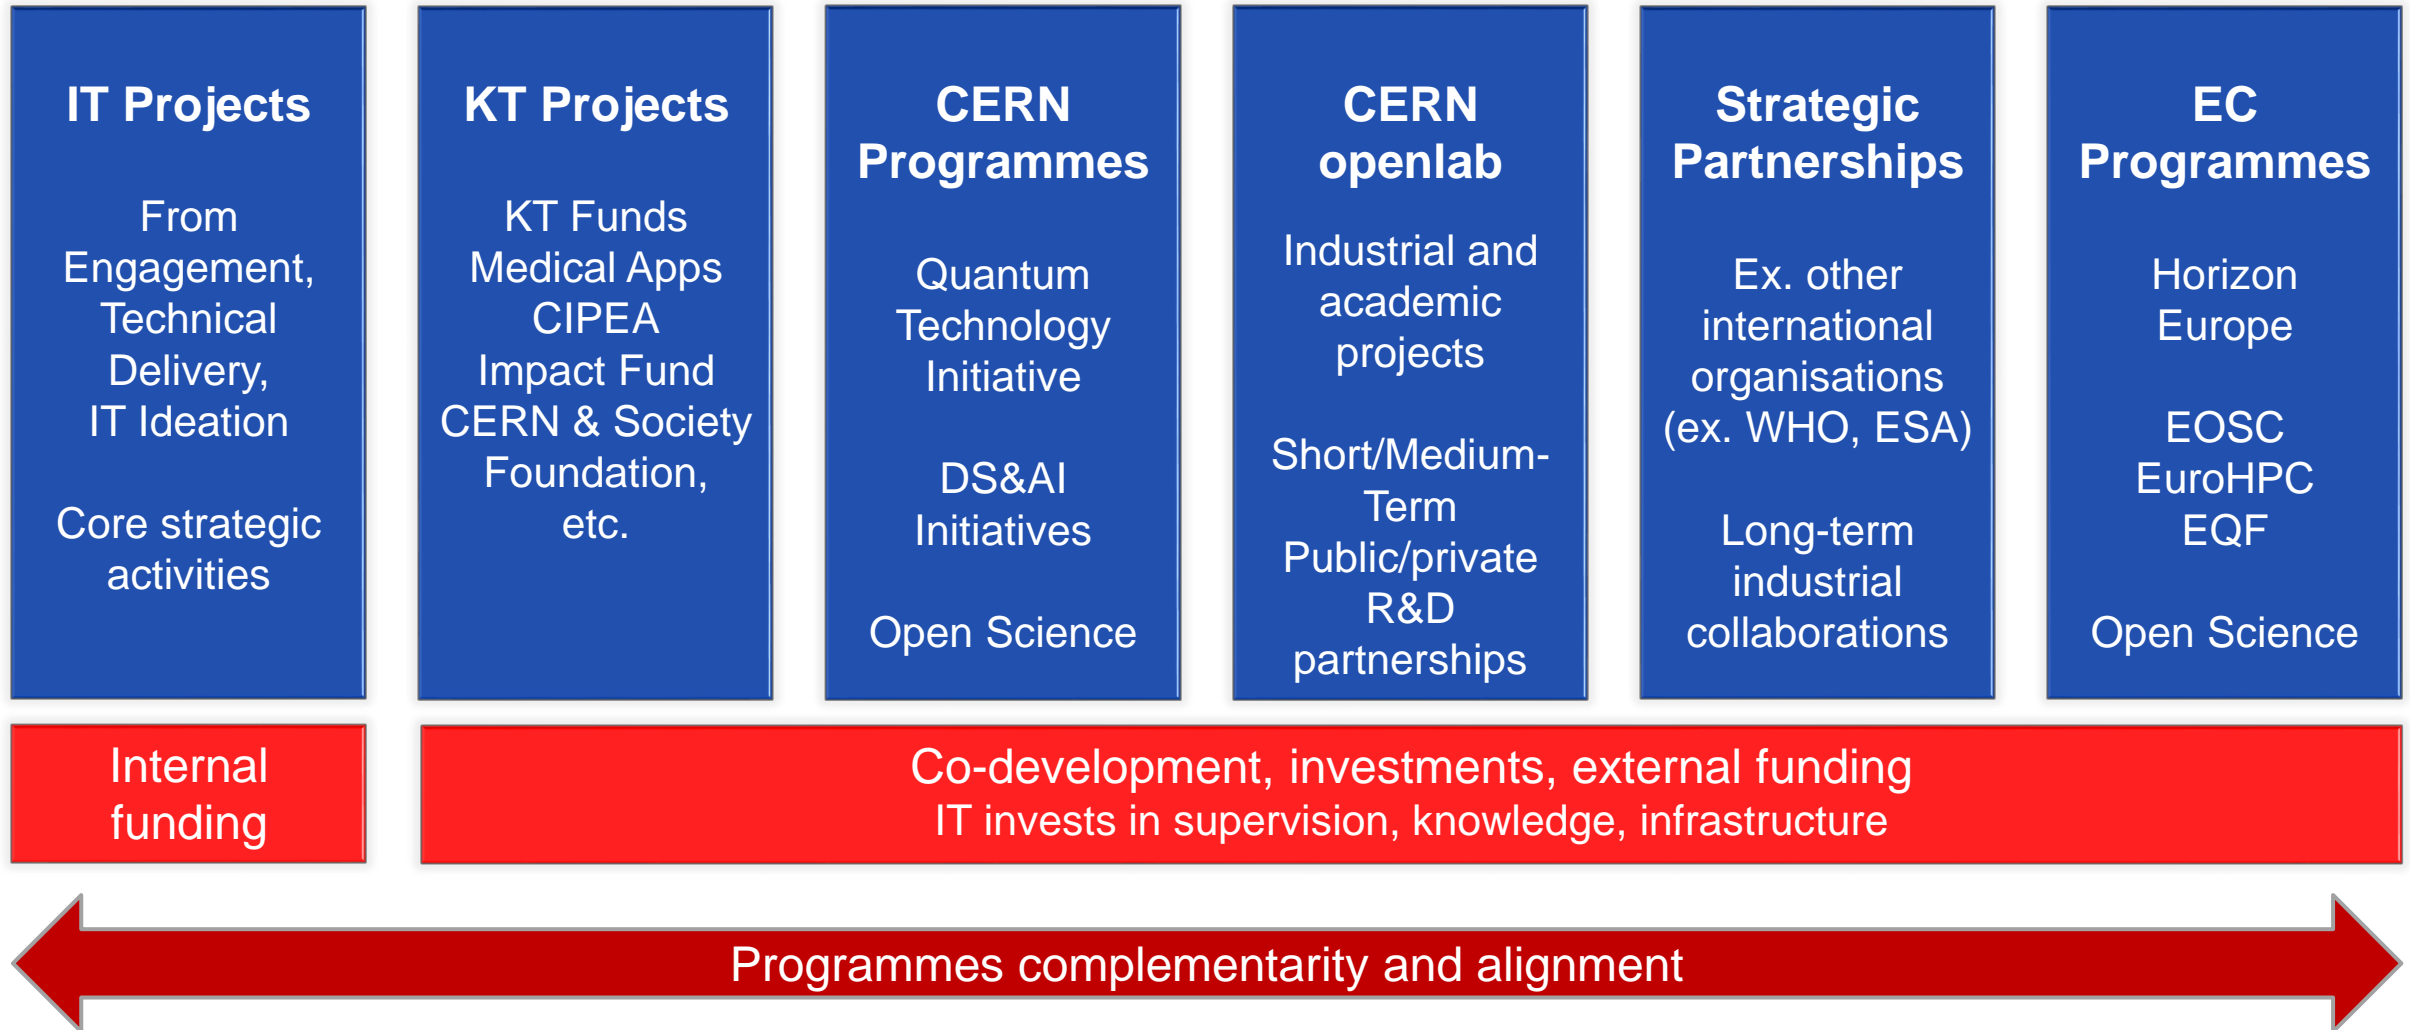 IT Projects
From
Engagement,
Technical
Delivery,
IT Ideation
Core strategic
activities
KT Projects
KT Funds
Medical Apps
CIPEA
Impact Fund
CERN & Society
Foundation,
etc.
CERN
Programmes
Quantum
Technology
Initiative
DS&AI
Initiatives
Open Science
CERN
openlab
Industrial and
academic
projects
Short/Medium-
Term
Public/private
R&D
partnerships
Strategic
Partnerships
Ex. other
international
organisations
(ex. WHO, ESA)
Long-term
industrial
collaborations
EC
Programmes
Horizon
Europe
EOSC
EuroHPC
EQF
Open Science
Internal
funding
Co-development, investments, external funding
IT invests in supervision, knowledge, infrastructure
Programmes complementarity and alignment